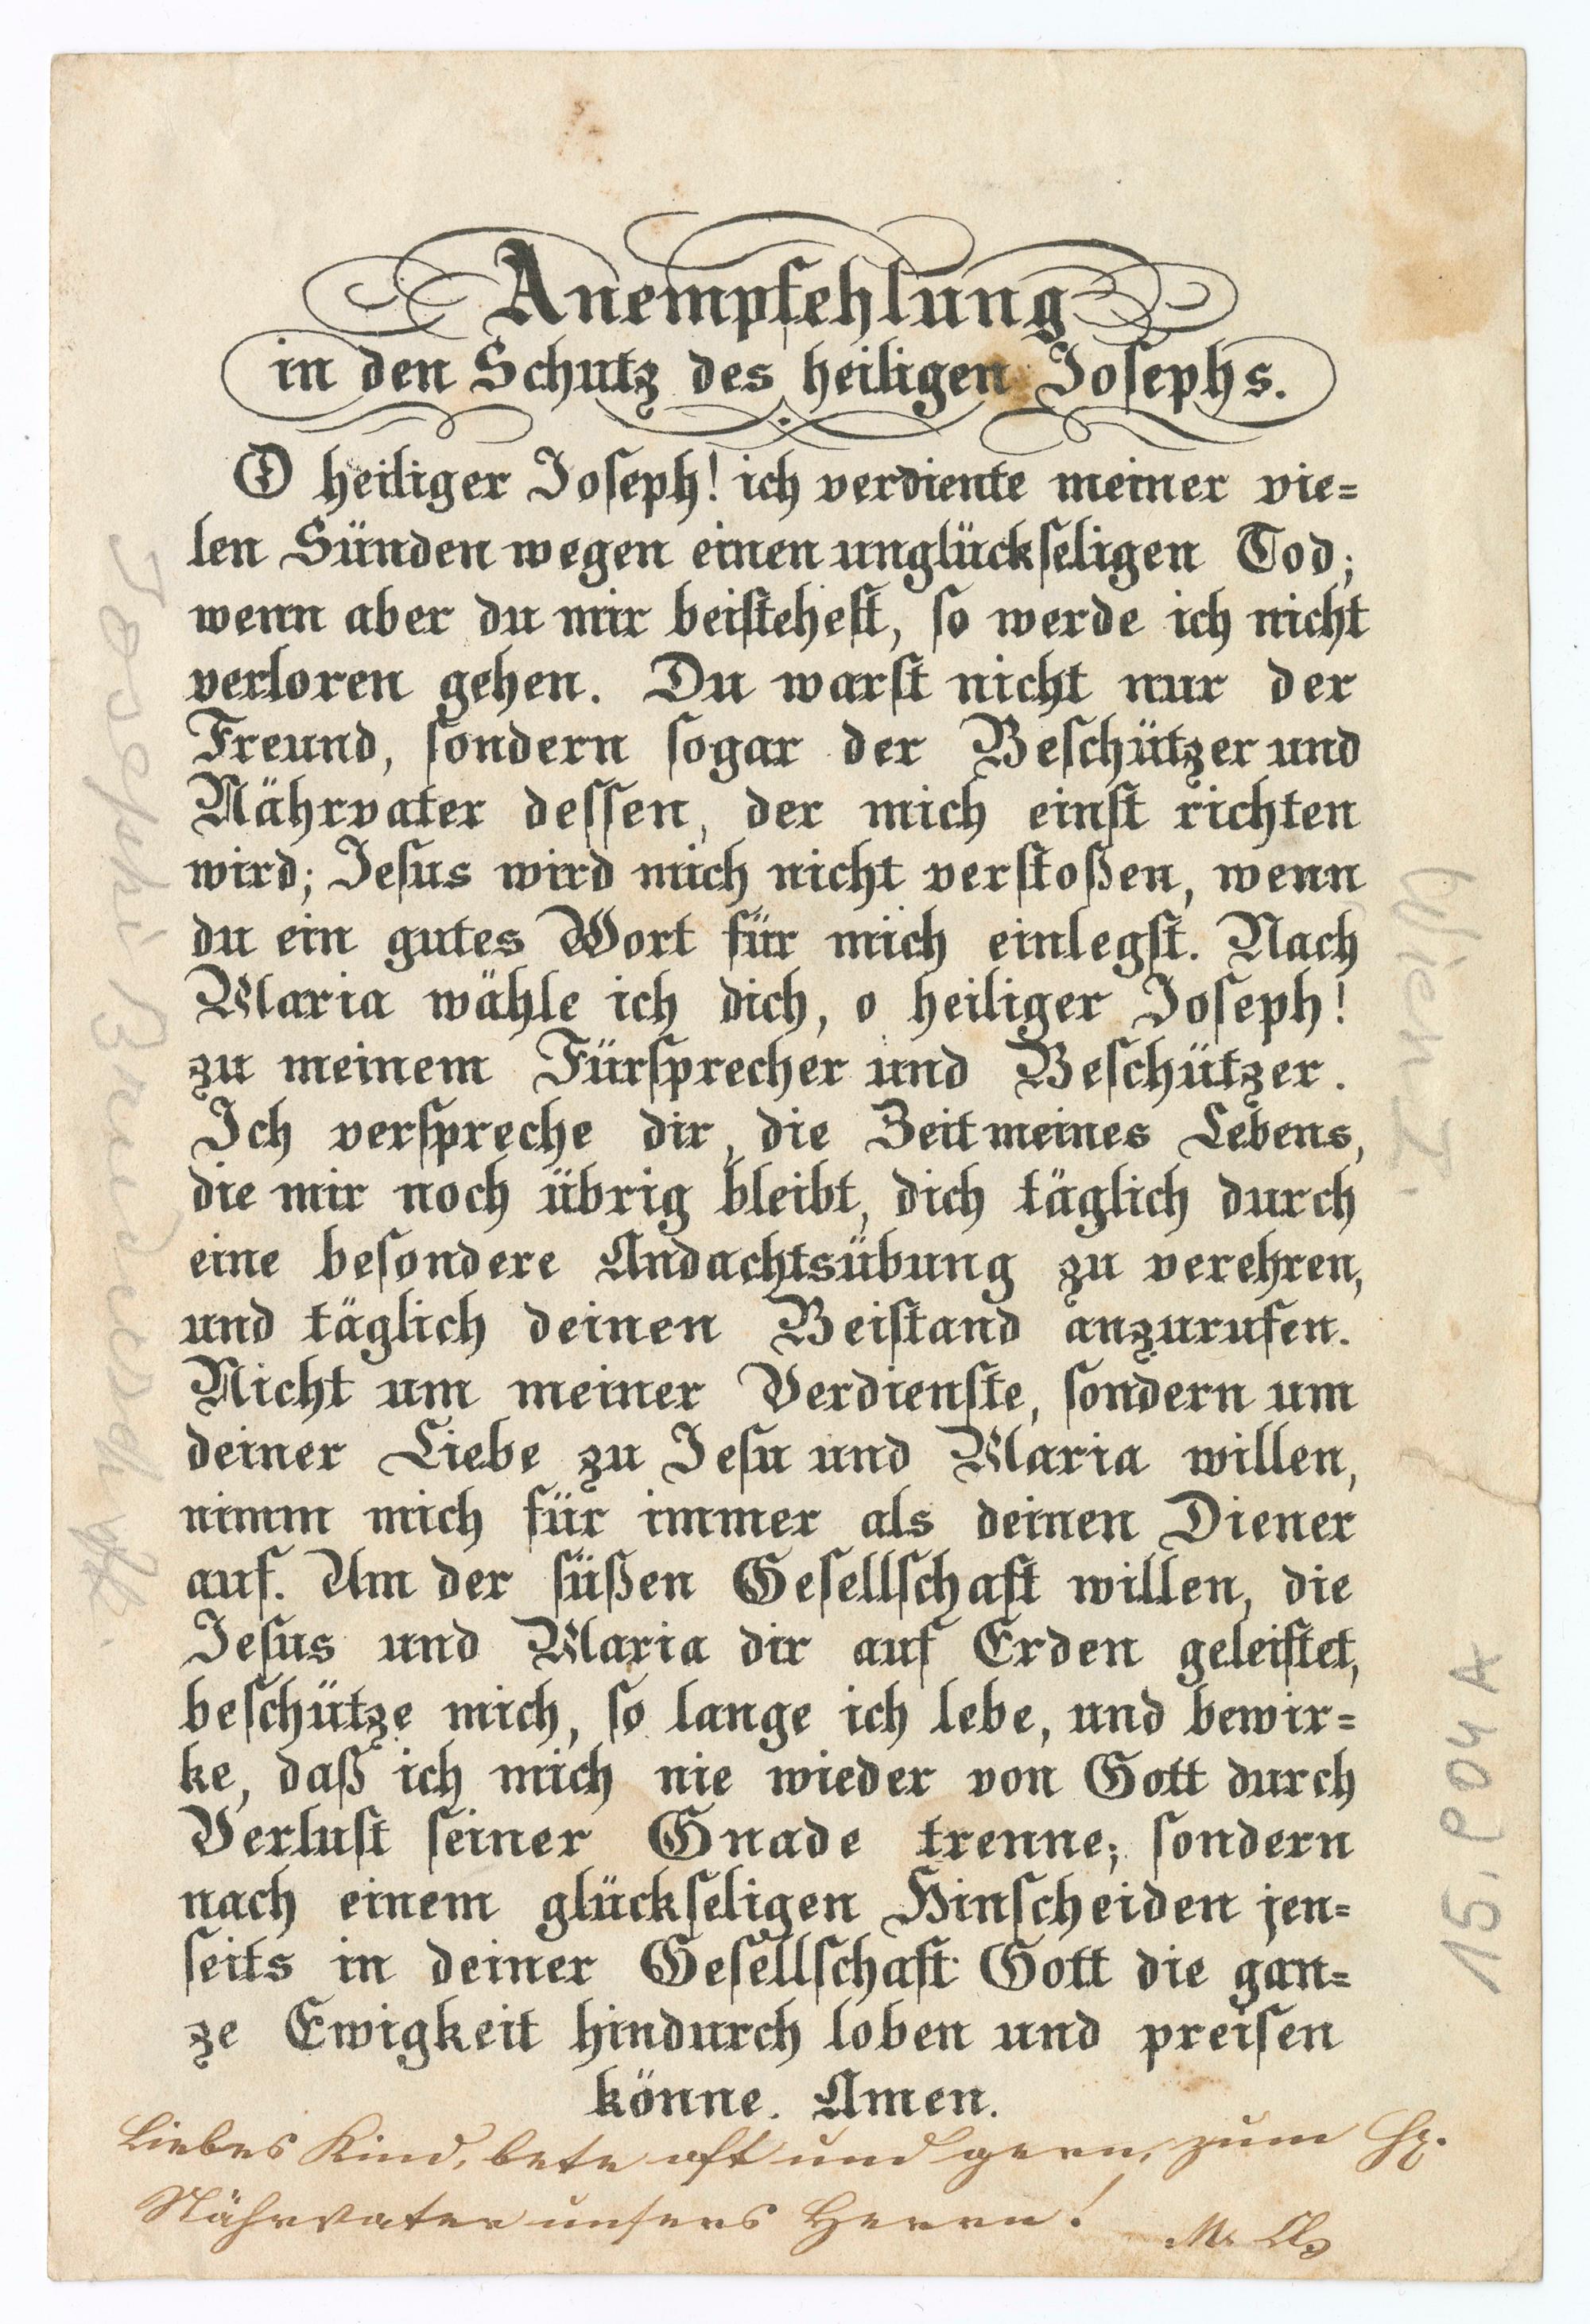 Anempfehlung
in den Schutz des heiligen Josephs.
O heiliger Joseph! ich verdiente meiner vie=
len Sünden wegen einen unglückseligen Tod;
wenn aber du mir beistehest, so werde ich nicht
verloren gehen. Du warst nicht nur der
Freund, sondern sogar der Beschützer und
Nährvater dessen, der mich einst richten
wird; Jesus wird mich nicht verstoßen, wenn
du ein gutes Wort für mich einlegst. Nach
Maria wähle ich dich, o heiliger Joseph!
zu meinem Fürsprecher und Beschützer.
Ich verspreche dir, die Zeit meines Lebens,
die mir noch übrig bleibt, dich täglich durch
eine besondere Andachtsübung zu verehren,
und täglich deinen Beistand anzurufen.
Nicht um meiner Verdienste, sondern um
deiner Liebe zu Jesu und Maria willen,
nimm mich für immer als deinen Diener
auf. Um der süßen Gesellschaft willen, die
Jesus und Maria dir auf Erden geleistet,
beschütze mich, so lange ich lebe, und bewir=
ke, daß ich mich nie wieder von Gott durch
Verlust seiner Gnade trenne; sondern
nach einem glückseligen Hinscheiden jen=
seits in deiner Gesellschaft Gott die gan=
ze Ewigkeit hindurch loben und preisen
könne. Amen.
Liebes Kind, bete oft und gern, zum Hl.
Nährvater unsers Herrn! M.
Josephi Bruderschaft
Wien I.
15, P04 A